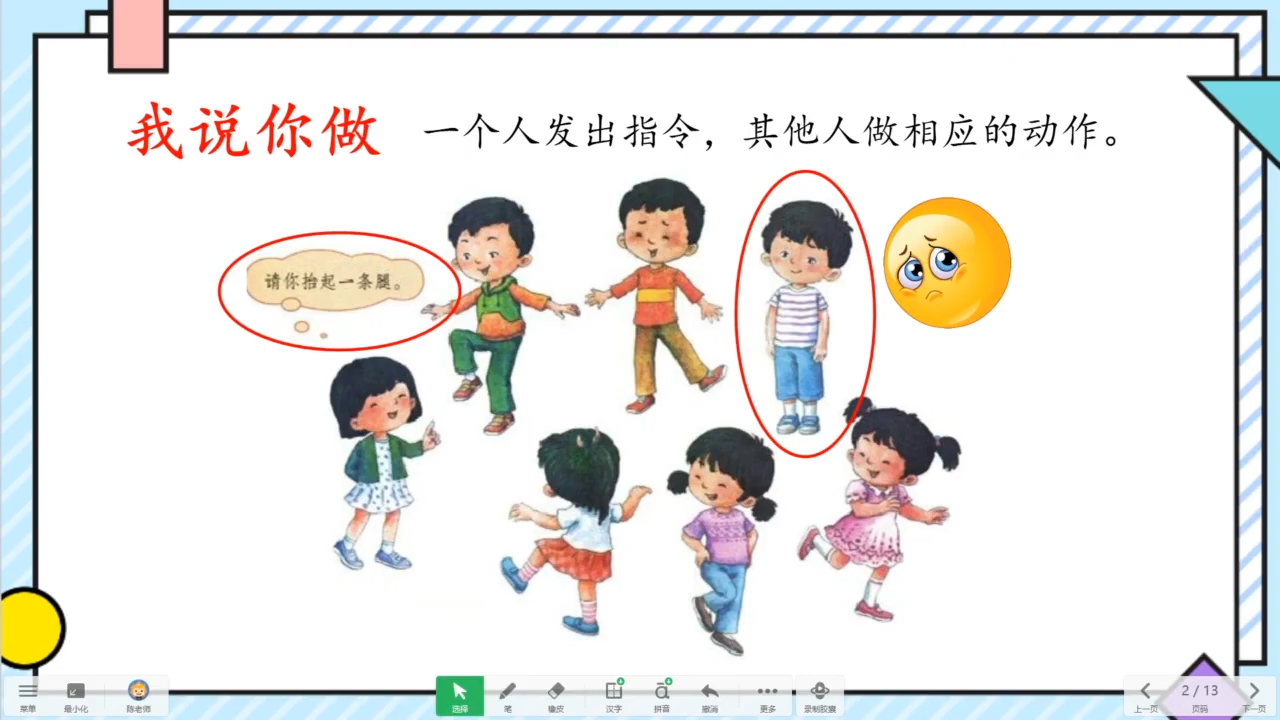 我说你做
一个人发出指令，其他人做相应的动作。
请你抬起一条腿。
菜单
最小化
陈老师
选择
笔
橡皮
汉字
拼音
撤消
更多
录制胶囊
上一页
2 / 13
页码
下一页